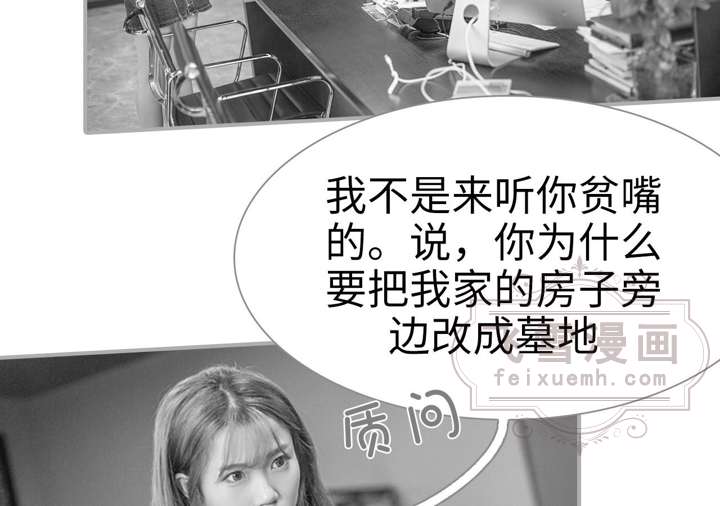 我不是来听你贫嘴
的。说，你为什么
要把我家的房子旁
边改成墓地
飞雪漫画
feixuemh.com
质问